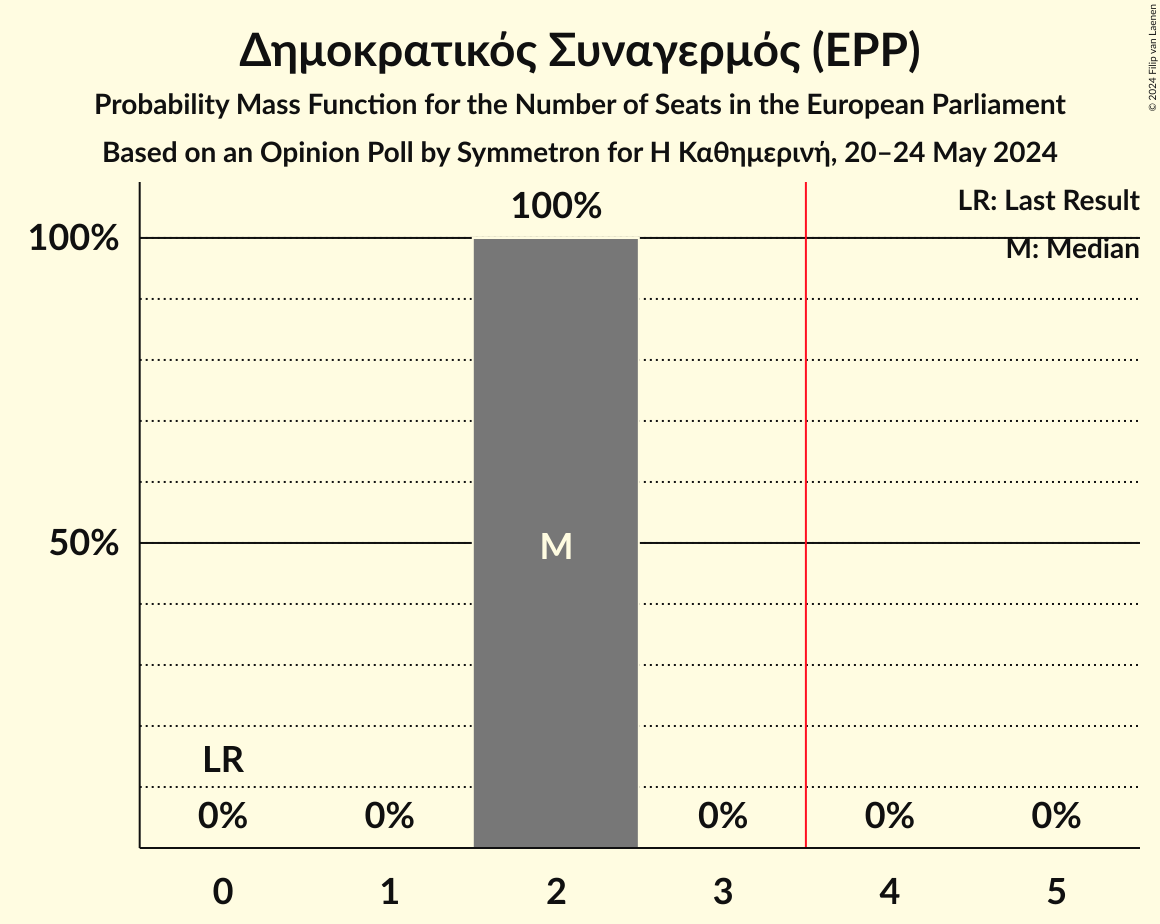 Δημοκρατικός Συναγερμός (EPP)
Probability Mass Function for the Number of Seats in the European Parliament
Based on an Opinion Poll by Symmetron for Η Καθημερινή, 20–24 May 2024
© 2024 Filip van Laenen
LR: Last Result
M: Median
100%
100%
50%
M
LR
0%
0%
0%
0%
0%
0
1
2
3
4
5